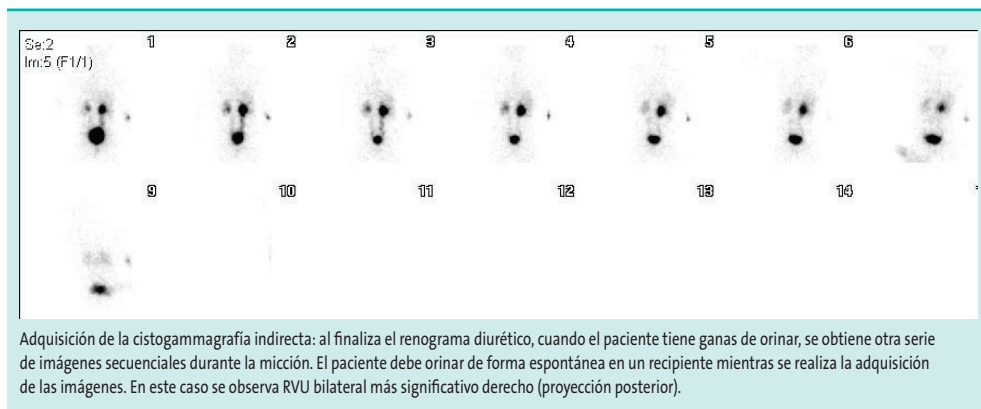 Se:2
Im:5 (F1/1)
1 2 3 4 5 6
9 10 11 12 13 14
Adquisición de la cistogammagrafía indirecta: al finaliza el renograma diurético, cuando el paciente tiene ganas de orinar, se obtiene otra serie
de imágenes secuenciales durante la micción. El paciente debe orinar de forma espontánea en un recipiente mientras se realiza la adquisición
de las imágenes. En este caso se observa RVU bilateral más significativo derecho (proyección posterior).